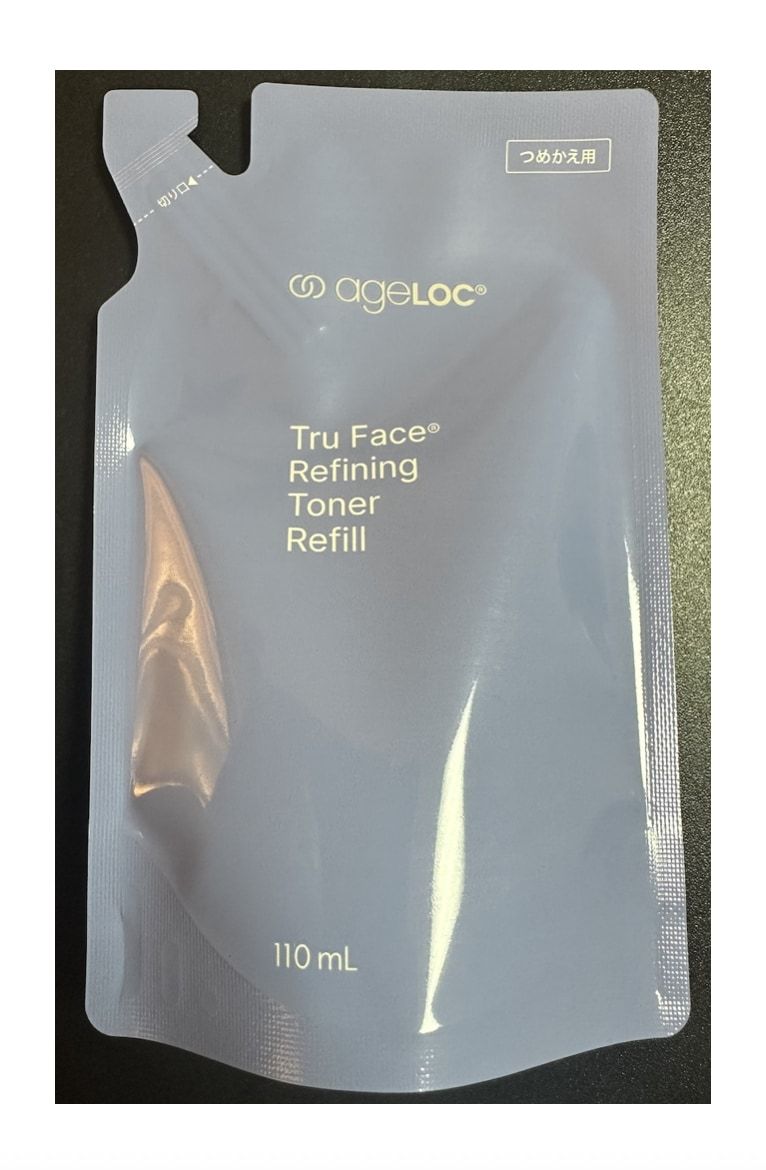 つめかえ用
切り口◀
ageLOC®
Tru Face®
Refining
Toner
Refill
110 mL